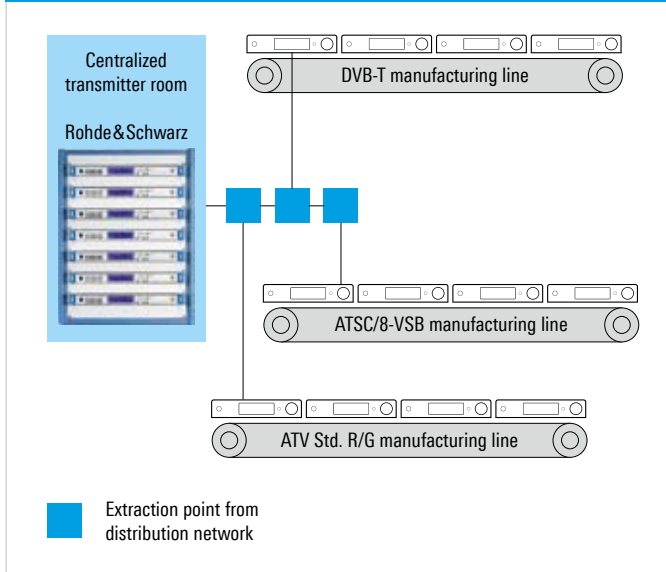 Centralized
transmitter room
Rohde&Schwarz
DVB-T manufacturing line
ATSC/8-VSB manufacturing line
ATV Std. R/G manufacturing line
Extraction point from
distribution network